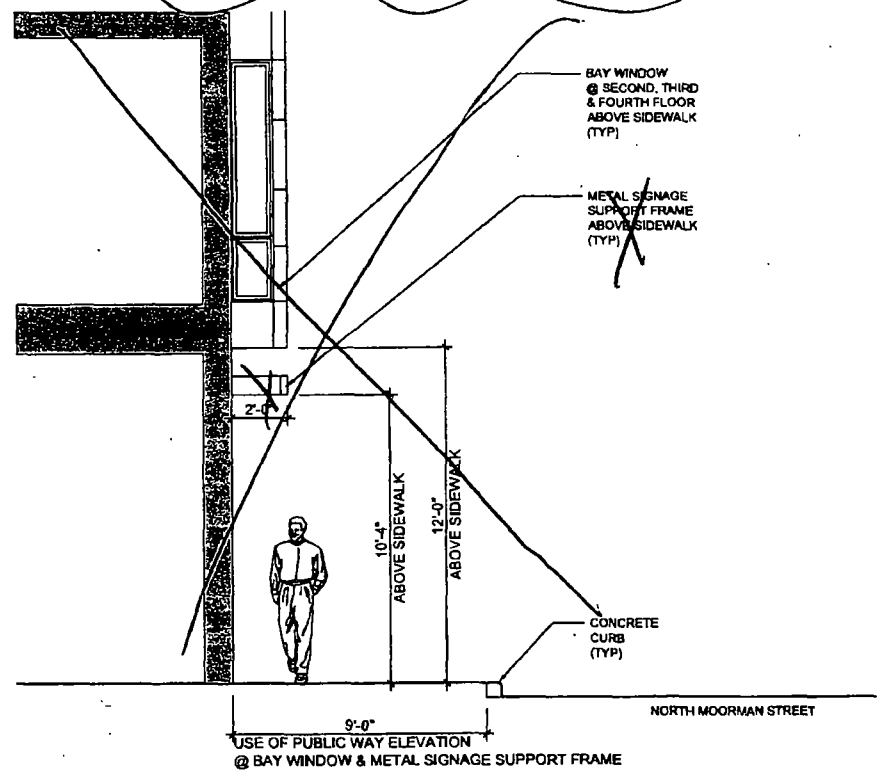 BAY WINDOW
@ SECOND, THIRD
& FOURTH FLOOR
ABOVE SIDEWALK
(TYP)
METAL SIGNAGE
SUPPORT FRAME
ABOVE SIDEWALK
(TYP)
2'-0"
10'-4"
ABOVE SIDEWALK
12'-0"
ABOVE SIDEWALK
CONCRETE
CURB
(TYP)
NORTH MOORMAN STREET
9'-0"
USE OF PUBLIC WAY ELEVATION
@ BAY WINDOW & METAL SIGNAGE SUPPORT FRAME